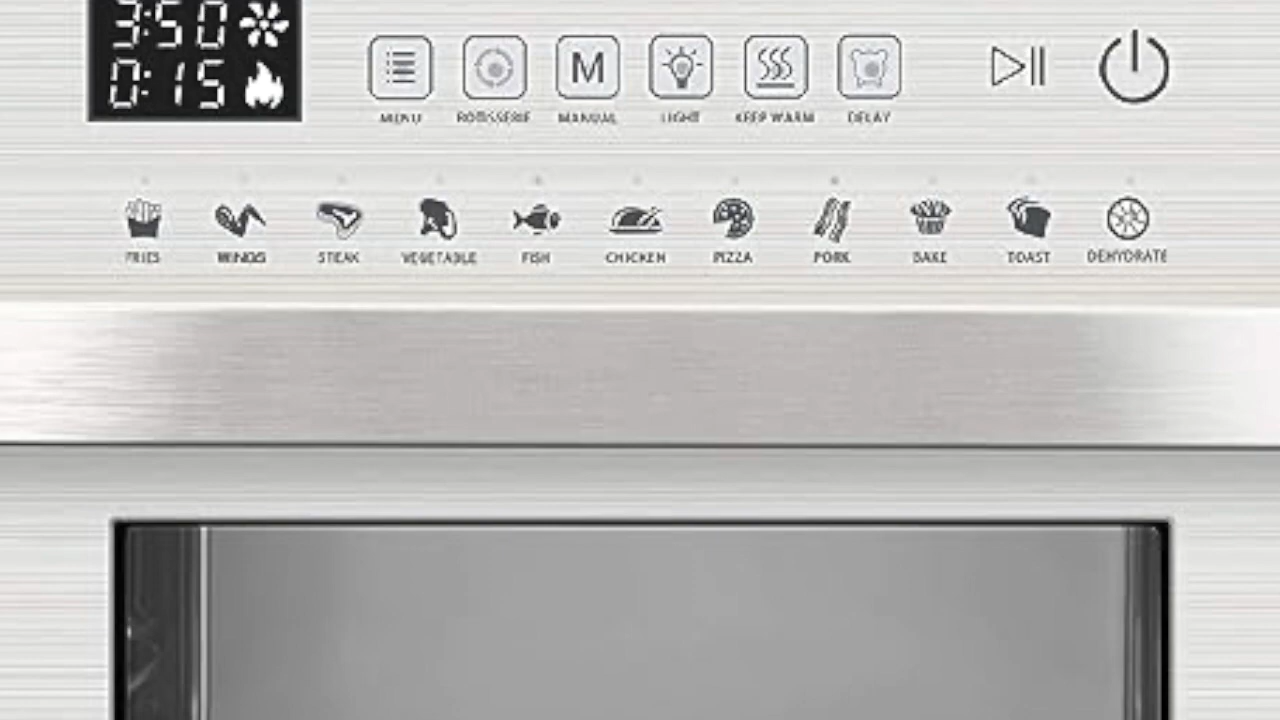 3:50
0:15
MENU ROTISSERIE M MANUAL LIGHT KEEP WARM DELAY
FRIES WINGS STEAK VEGETABLE FISH CHICKEN PIZZA PORK BAKE TOAST DEHYDRATE